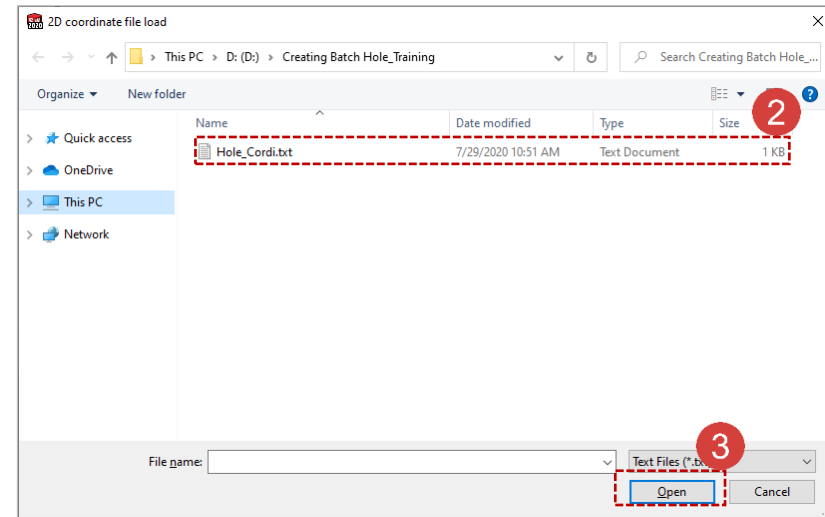 2D coordinate file load
This PC > D: (D:) > Creating Batch Hole_Training
Search Creating Batch Hole_...
Organize New folder
2
Name Date modified Type Size
Quick access
Hole_Cordi.txt 7/29/2020 10:51 AM Text Document 1 KB
OneDrive
This PC
Network
3
File name: Text Files (*.txt
Open Cancel